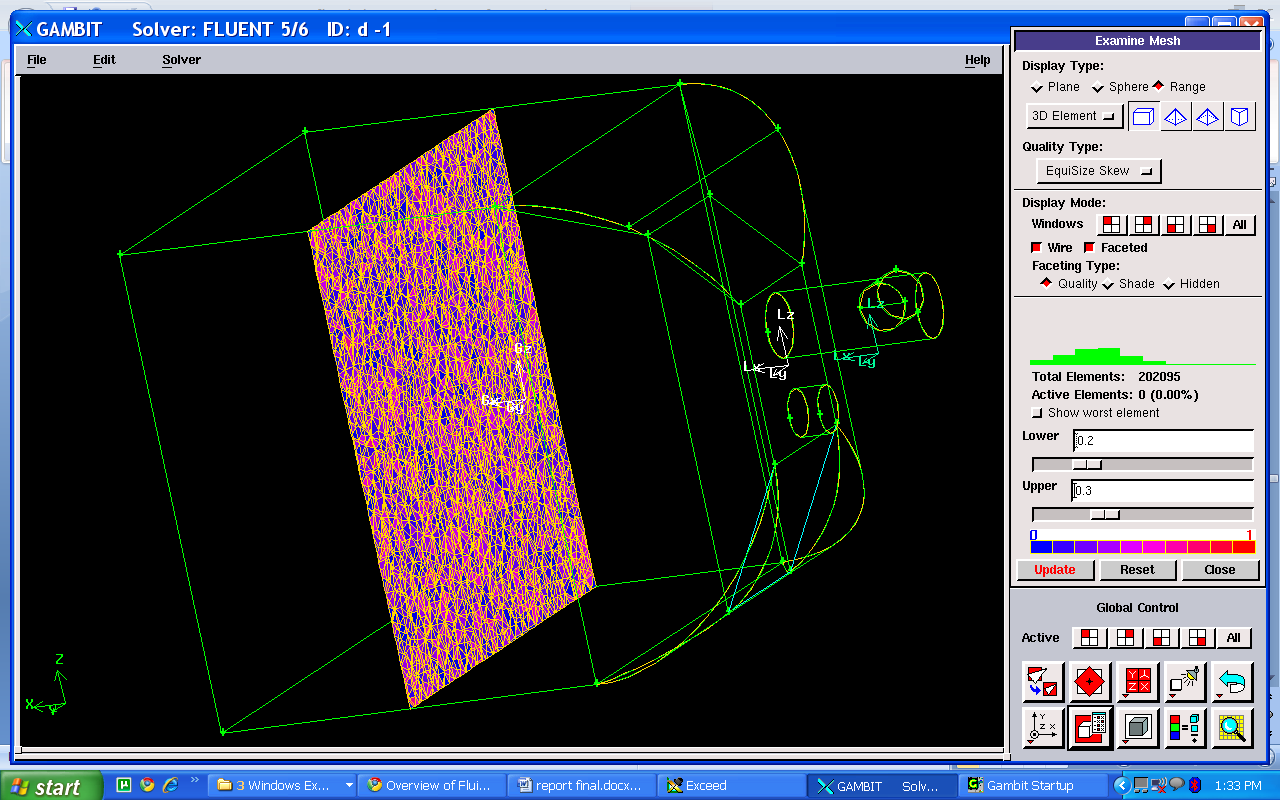 GAMBIT Solver: FLUENT 5/6 ID: d -1
File Edit Solver Help
Lz
Lx
Ly
Lz
Lx
Ly
Gz
Gx
Gy
Z
X
Y
Examine Mesh
Display Type:
Plane Sphere Range
3D Element
Quality Type:
EquiSize Skew
Display Mode:
Windows All
Wire Faceted
Faceting Type:
Quality Shade Hidden
Total Elements: 202095
Active Elements: 0 (0.00%)
Show worst element
Lower 0.2
Upper 0.3
0 1
Update Reset Close
Global Control
Active All
Y
Z X
Y
Z X
start
3 Windows Ex...
Overview of Flui...
report final.docx...
Exceed
GAMBIT Solv...
Gambit Startup
1:33 PM